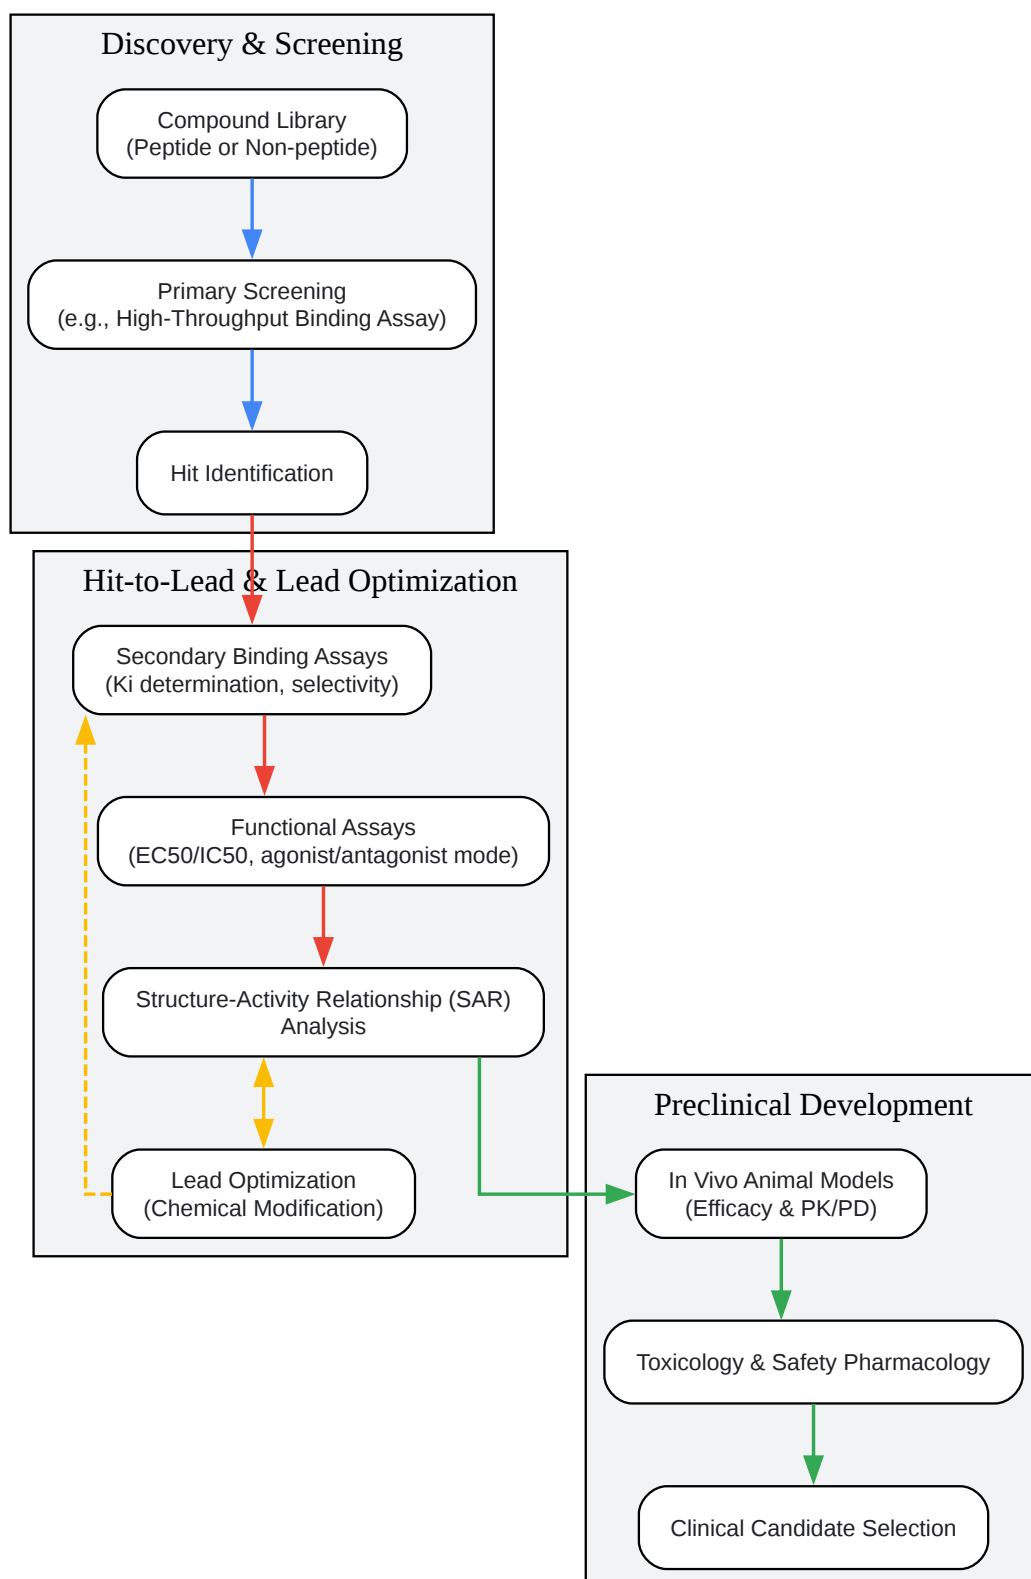 Discovery & Screening
Compound Library
(Peptide or Non-peptide)
Primary Screening
(e.g., High-Throughput Binding Assay)
Hit Identification
Hit-to-Lead & Lead Optimization
Secondary Binding Assays
(Ki determination, selectivity)
Functional Assays
(EC50/IC50, agonist/antagonist mode)
Structure-Activity Relationship (SAR)
Analysis
Lead Optimization
(Chemical Modification)
Preclinical Development
In Vivo Animal Models
(Efficacy & PK/PD)
Toxicology & Safety Pharmacology
Clinical Candidate Selection